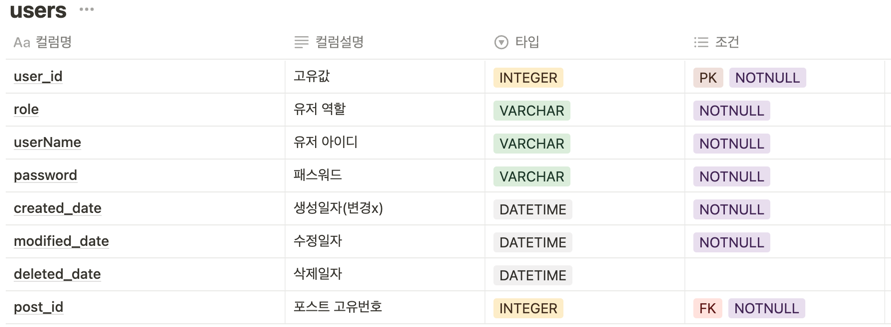 users ...
Aa 컬럼명 컬럼설명 타입 조건
user_id 고유값 INTEGER PK NOTNULL
role 유저 역할 VARCHAR NOTNULL
userName 유저 아이디 VARCHAR NOTNULL
password 패스워드 VARCHAR NOTNULL
created_date 생성일자(변경x) DATETIME NOTNULL
modified_date 수정일자 DATETIME NOTNULL
deleted_date 삭제일자 DATETIME
post_id 포스트 고유번호 INTEGER FK NOTNULL